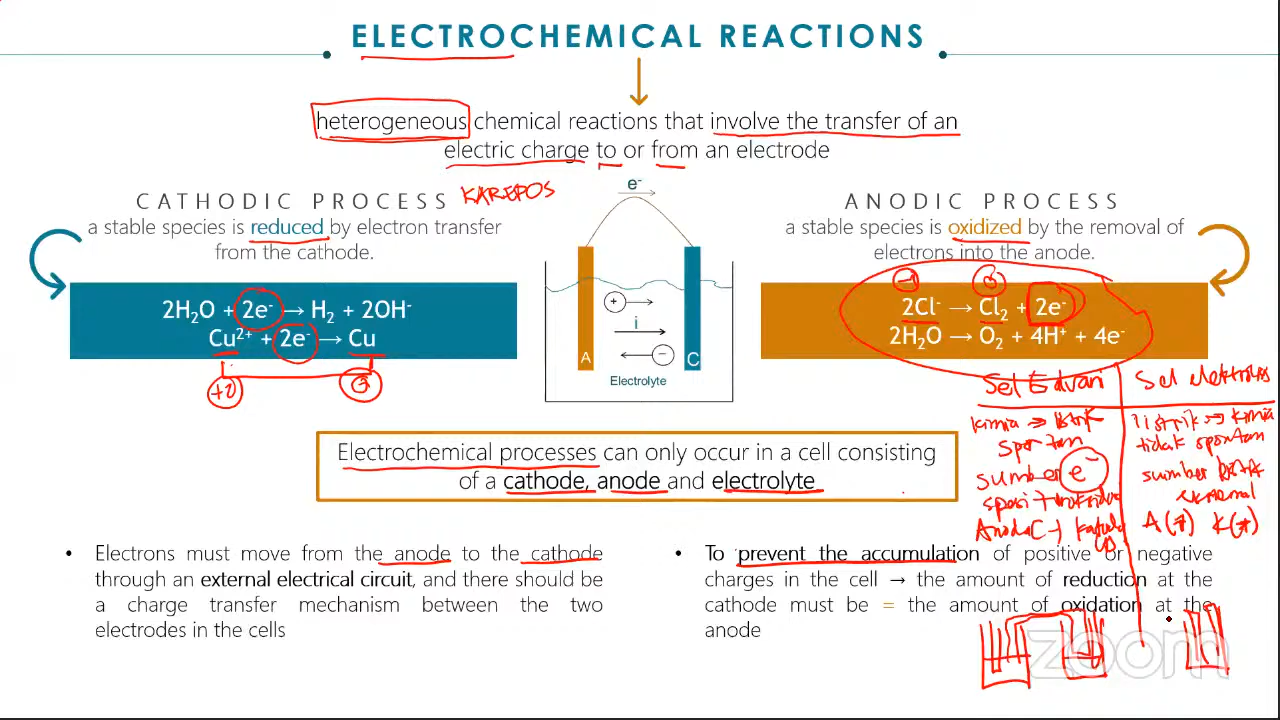 ELECTROCHEMICAL REACTIONS
heterogeneous chemical reactions that involve the transfer of an
electric charge to or from an electrode
CATHODIC PROCESS
KAREPOS
a stable species is reduced by electron transfer
from the cathode.
2H₂O + 2e⁻ → H₂ + 2OH⁻
Cu²⁺ + 2e⁻ → Cu
+2
0
e⁻
+
i
−
A
C
Electrolyte
ANODIC PROCESS
a stable species is oxidized by the removal of
electrons into the anode.
-1
0
2Cl⁻ → Cl₂ + 2e⁻
2H₂O → O₂ + 4H⁺ + 4e⁻
Electrochemical processes can only occur in a cell consisting
of a cathode, anode and electrolyte
Sel
kimia → listrik
spontan
sumber e⁻
Anoda (-)
Sel elektrolisis
listrik → kimia
tidak spontan
sumber
A (+) K
• Electrons must move from the anode to the cathode
through an external electrical circuit, and there should be
a charge transfer mechanism between the two
electrodes in the cells
• To prevent the accumulation of positive or negative
charges in the cell → the amount of reduction at the
cathode must be = the amount of oxidation at the
anode
zoom